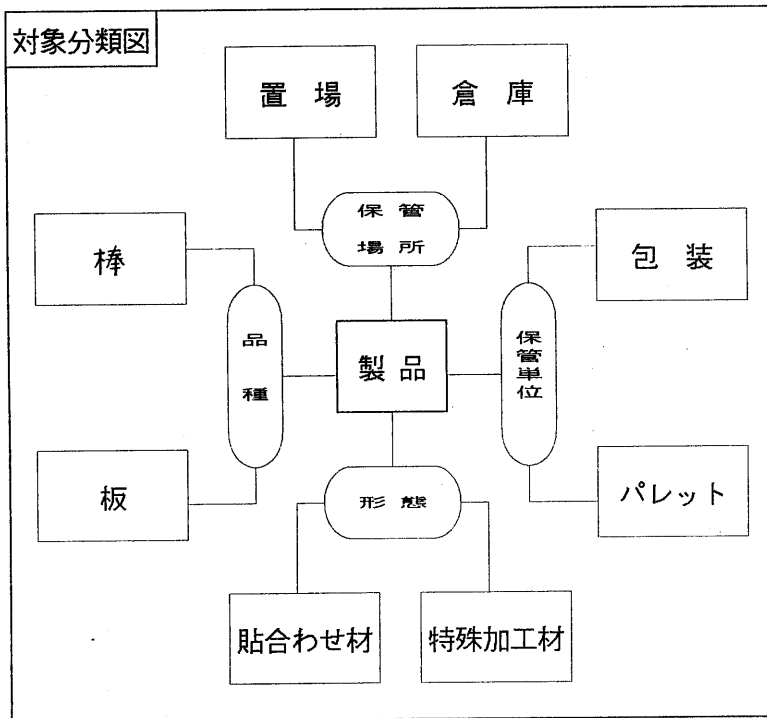 対象分類図
置場
倉庫
保管
場所
棒
包装
品種
製品
保管単位
板
形態
パレット
貼合わせ材
特殊加工材